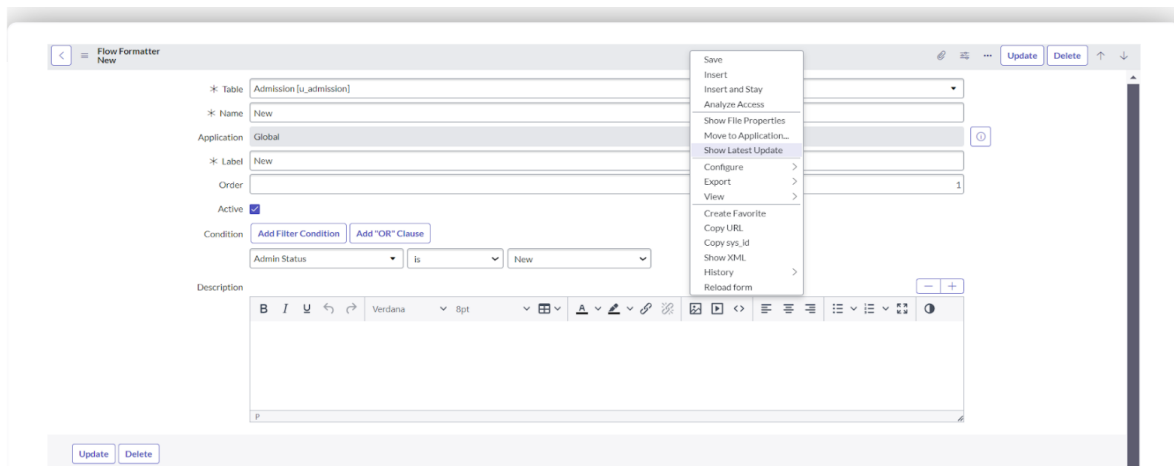 Flow Formatter
New
Update
Delete
Table
Admission [u_admission]
Name
New
Application
Global
Label
New
Order
1
Active
Condition
Add Filter Condition
Add "OR" Clause
Admin Status
is
New
Description
B I U
Verdana
8pt
A
P
Save
Insert
Insert and Stay
Analyze Access
Show File Properties
Move to Application...
Show Latest Update
Configure
Export
View
Create Favorite
Copy URL
Copy sys_id
Show XML
History
Reload form
Update
Delete